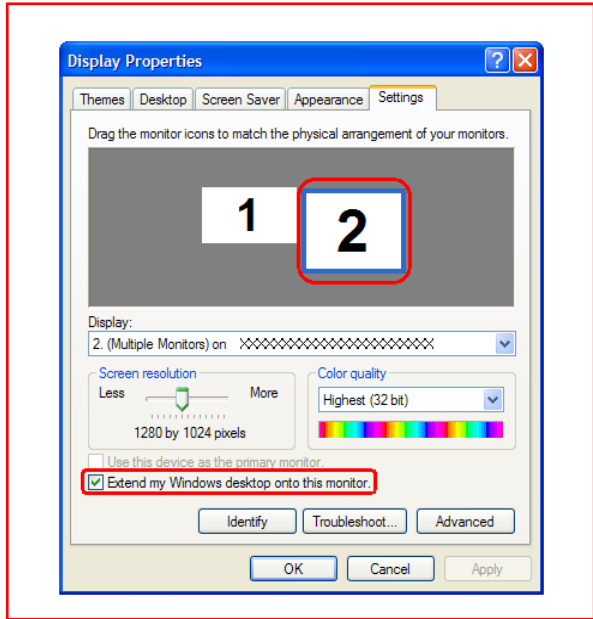 Display Properties
Themes Desktop Screen Saver Appearance Settings
Drag the monitor icons to match the physical arrangement of your monitors.
1 2
Display:
2. (Multiple Monitors) on XXXXXXXXXXXXXXXXXXXXXXXX
Screen resolution Color quality
Less More Highest (32 bit)
1280 by 1024 pixels
Use this device as the primary monitor.
Extend my Windows desktop onto this monitor.
Identify Troubleshoot... Advanced
OK Cancel Apply